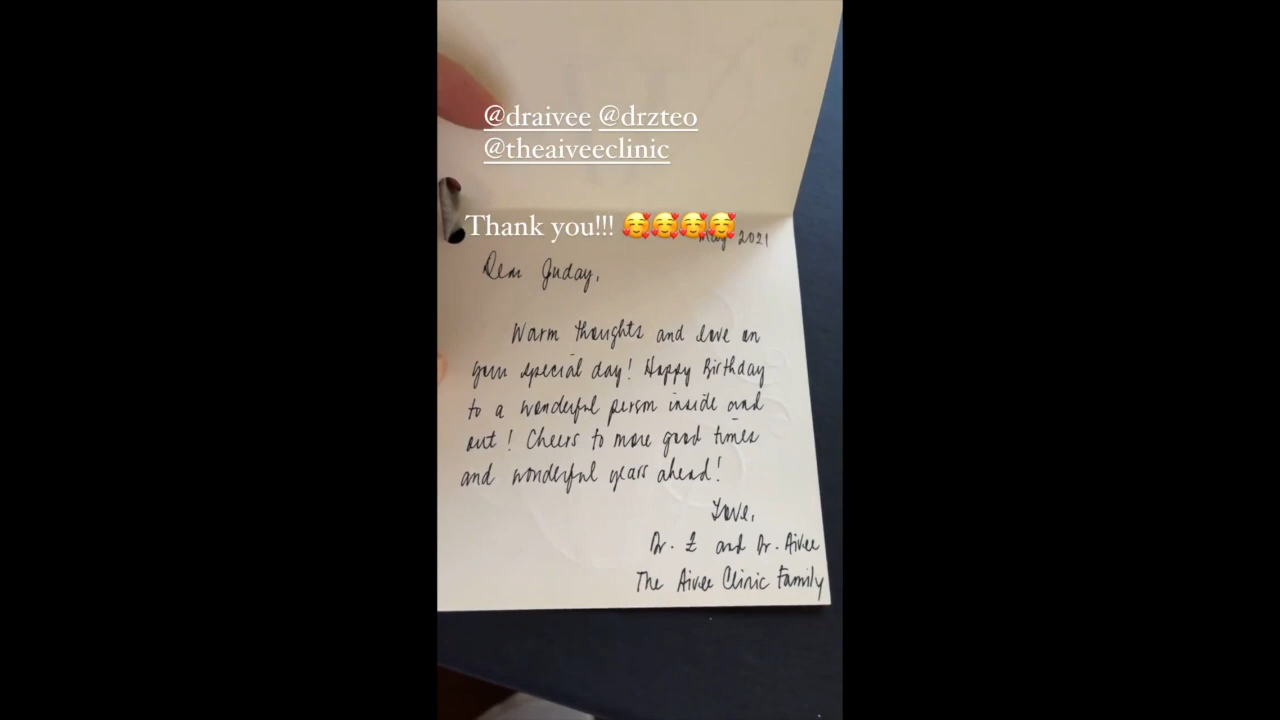 @draivee @drzteo
@theaiveeclinic
Thank you!!! 🥰🥰🥰🥰
May 2021
Dear Juday,
Warm thoughts and love on
your special day! Happy Birthday
to a wonderful person inside and
out! Cheers to more good times
and wonderful years ahead!
Love,
Dr. Z and Dr. Aivee
The Aivee Clinic Family